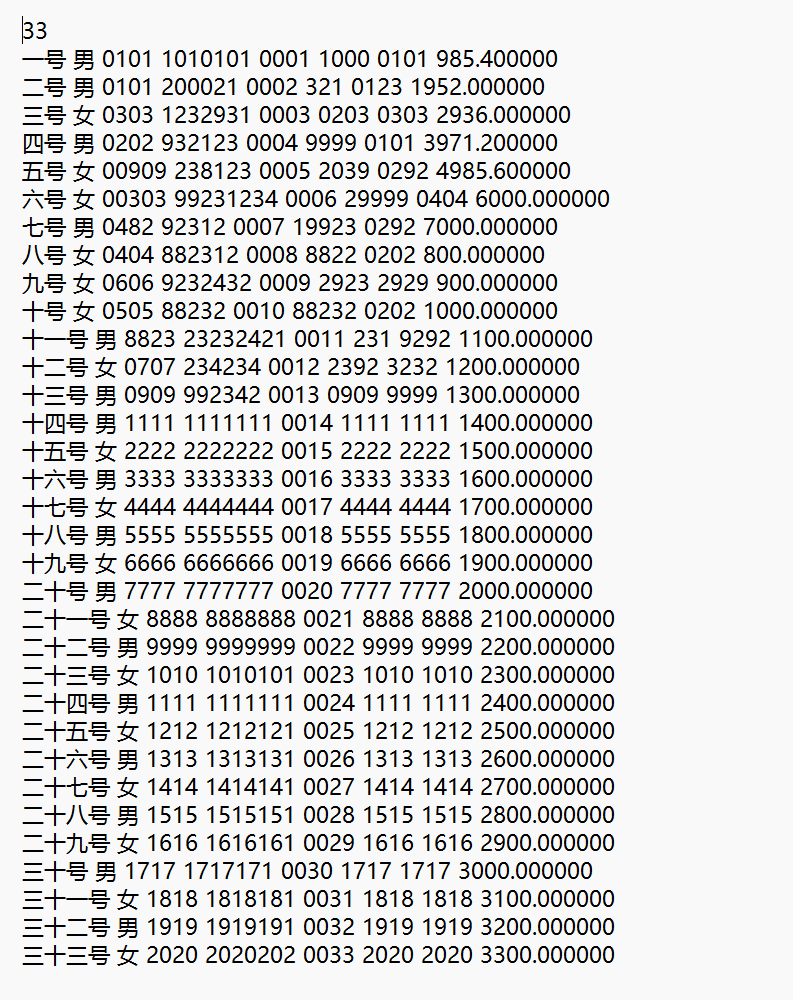 33
一号 男 0101 1010101 0001 1000 0101 985.400000
二号 男 0101 200021 0002 321 0123 1952.000000
三号 女 0303 1232931 0003 0203 0303 2936.000000
四号 男 0202 932123 0004 9999 0101 3971.200000
五号 女 00909 238123 0005 2039 0292 4985.600000
六号 女 00303 99231234 0006 29999 0404 6000.000000
七号 男 0482 92312 0007 19923 0292 7000.000000
八号 女 0404 882312 0008 8822 0202 800.000000
九号 女 0606 9232432 0009 2923 2929 900.000000
十号 女 0505 88232 0010 88232 0202 1000.000000
十一号 男 8823 23232421 0011 231 9292 1100.000000
十二号 女 0707 234234 0012 2392 3232 1200.000000
十三号 男 0909 992342 0013 0909 9999 1300.000000
十四号 男 1111 1111111 0014 1111 1111 1400.000000
十五号 女 2222 2222222 0015 2222 2222 1500.000000
十六号 男 3333 3333333 0016 3333 3333 1600.000000
十七号 女 4444 4444444 0017 4444 4444 1700.000000
十八号 男 5555 5555555 0018 5555 5555 1800.000000
十九号 女 6666 6666666 0019 6666 6666 1900.000000
二十号 男 7777 7777777 0020 7777 7777 2000.000000
二十一号 女 8888 8888888 0021 8888 8888 2100.000000
二十二号 男 9999 9999999 0022 9999 9999 2200.000000
二十三号 女 1010 1010101 0023 1010 1010 2300.000000
二十四号 男 1111 1111111 0024 1111 1111 2400.000000
二十五号 女 1212 1212121 0025 1212 1212 2500.000000
二十六号 男 1313 1313131 0026 1313 1313 2600.000000
二十七号 女 1414 1414141 0027 1414 1414 2700.000000
二十八号 男 1515 1515151 0028 1515 1515 2800.000000
二十九号 女 1616 1616161 0029 1616 1616 2900.000000
三十号 男 1717 1717171 0030 1717 1717 3000.000000
三十一号 女 1818 1818181 0031 1818 1818 3100.000000
三十二号 男 1919 1919191 0032 1919 1919 3200.000000
三十三号 女 2020 2020202 0033 2020 2020 3300.000000